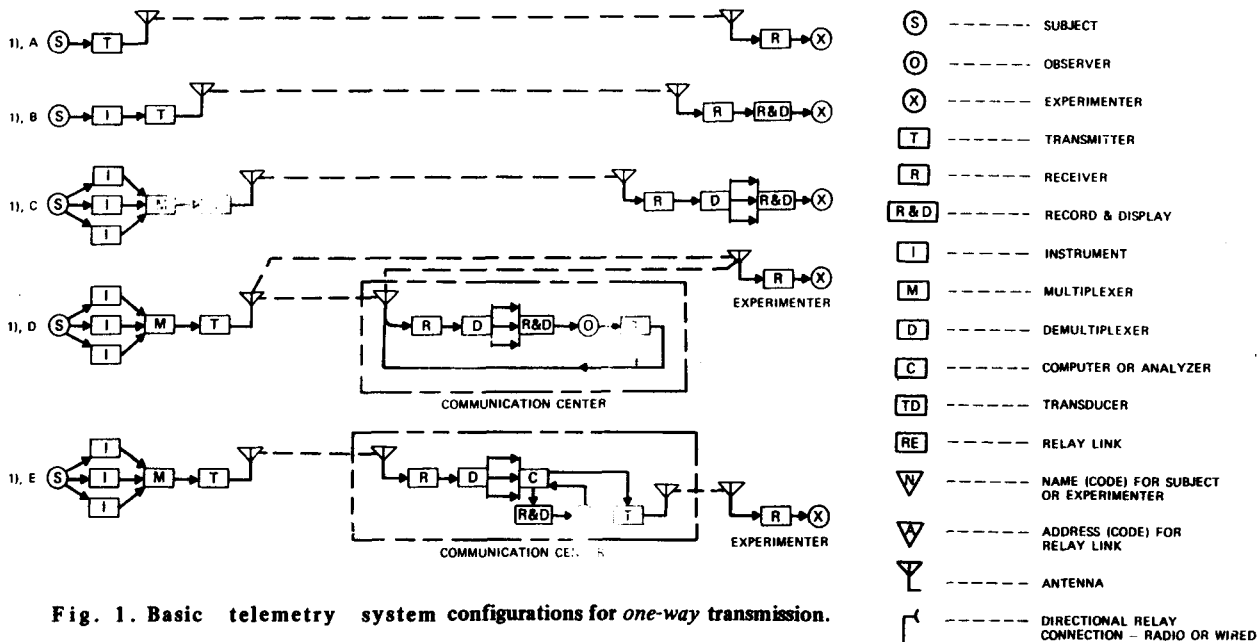 1), A S T R X
1), B S I T R R&D X
1), C S I I I M R D R&D X
1), D S I I I M T R D R&D O R X
EXPERIMENTER
COMMUNICATION CENTER
1), E S I I I M T R D C R&D T R X
EXPERIMENTER
COMMUNICATION
Fig. 1. Basic telemetry system configurations for one-way transmission.
S SUBJECT
O OBSERVER
X EXPERIMENTER
T TRANSMITTER
R RECEIVER
R&D RECORD & DISPLAY
I INSTRUMENT
M MULTIPLEXER
D DEMULTIPLEXER
C COMPUTER OR ANALYZER
TD TRANSDUCER
RE RELAY LINK
N NAME (CODE) FOR SUBJECT
OR EXPERIMENTER
A ADDRESS (CODE) FOR
RELAY LINK
ANTENNA
DIRECTIONAL RELAY
CONNECTION – RADIO OR WIRED